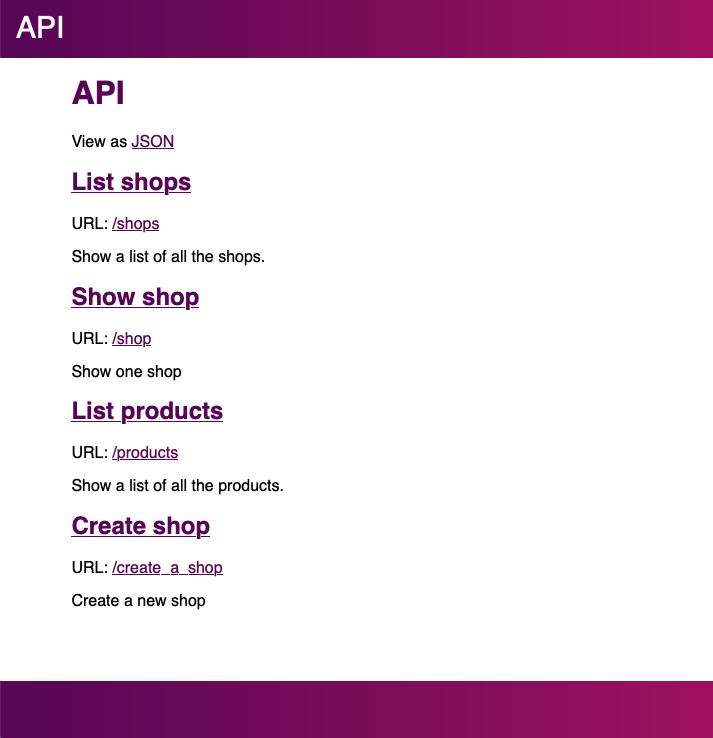 API
API
View as JSON
List shops
URL: /shops
Show a list of all the shops.
Show shop
URL: /shop
Show one shop
List products
URL: /products
Show a list of all the products.
Create shop
URL: /create_a_shop
Create a new shop